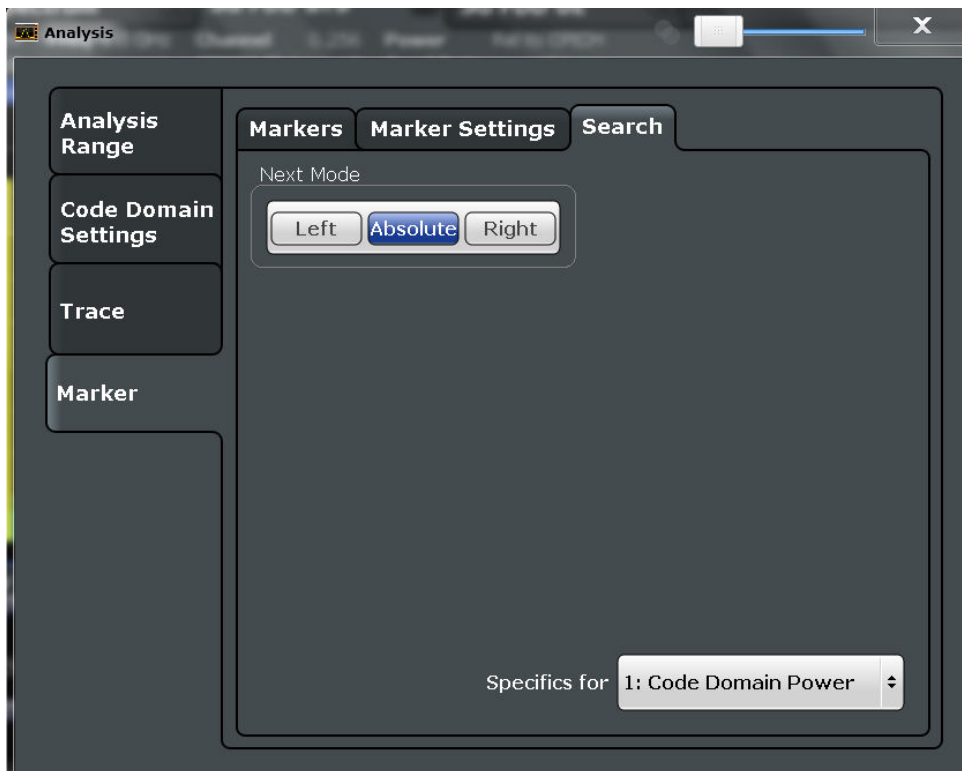 Analysis
X
Analysis
Range
Code Domain
Settings
Trace
Marker
Markers
Marker Settings
Search
Next Mode
Left
Absolute
Right
Specifics for
1: Code Domain Power